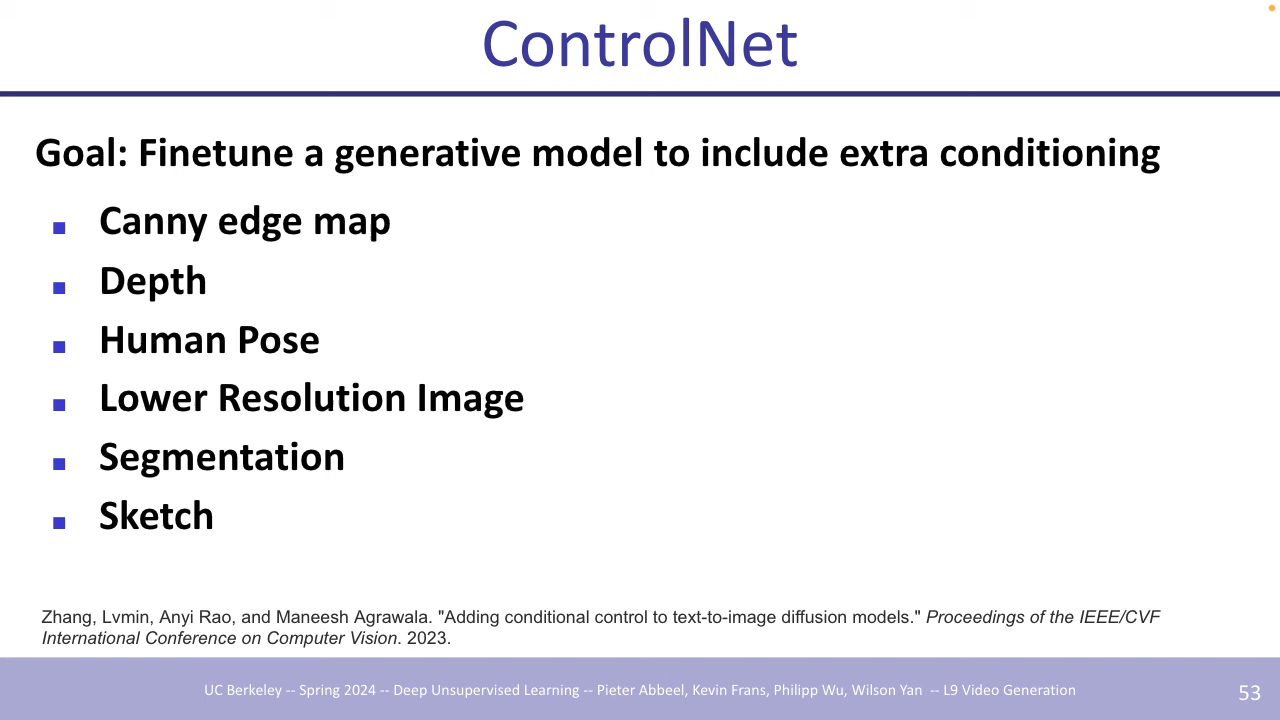 ControlNet
Goal: Finetune a generative model to include extra conditioning
Canny edge map
Depth
Human Pose
Lower Resolution Image
Segmentation
Sketch
Zhang, Lvmin, Anyi Rao, and Maneesh Agrawala. "Adding conditional control to text-to-image diffusion models." Proceedings of the IEEE/CVF
International Conference on Computer Vision. 2023.
UC Berkeley -- Spring 2024 -- Deep Unsupervised Learning -- Pieter Abbeel, Kevin Frans, Philipp Wu, Wilson Yan -- L9 Video Generation
53